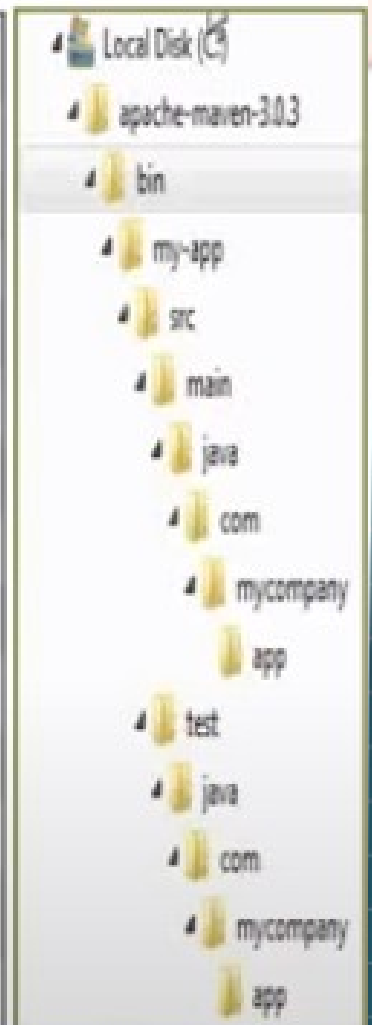 Local Disk (C:)
apache-maven-3.0.3
bin
my-app
src
main
java
com
mycompany
app
test
java
com
mycompany
app